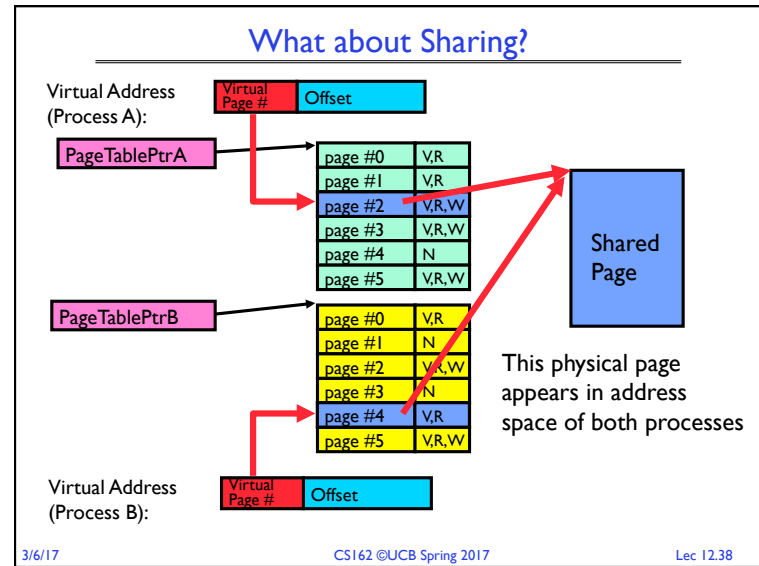 What about Sharing?
Virtual Address
(Process A):
Virtual
Page #
Offset
PageTablePtrA
page #0 V,R
page #1 V,R
page #2 V,R,W
page #3 V,R,W
page #4 N
page #5 V,R,W
Shared
Page
PageTablePtrB
page #0 V,R
page #1 N
page #2 V,R,W
page #3 N
page #4 V,R
page #5 V,R,W
This physical page
appears in address
space of both processes
Virtual Address
(Process B):
Virtual
Page #
Offset
3/6/17 CS162 ©UCB Spring 2017 Lec 12.38